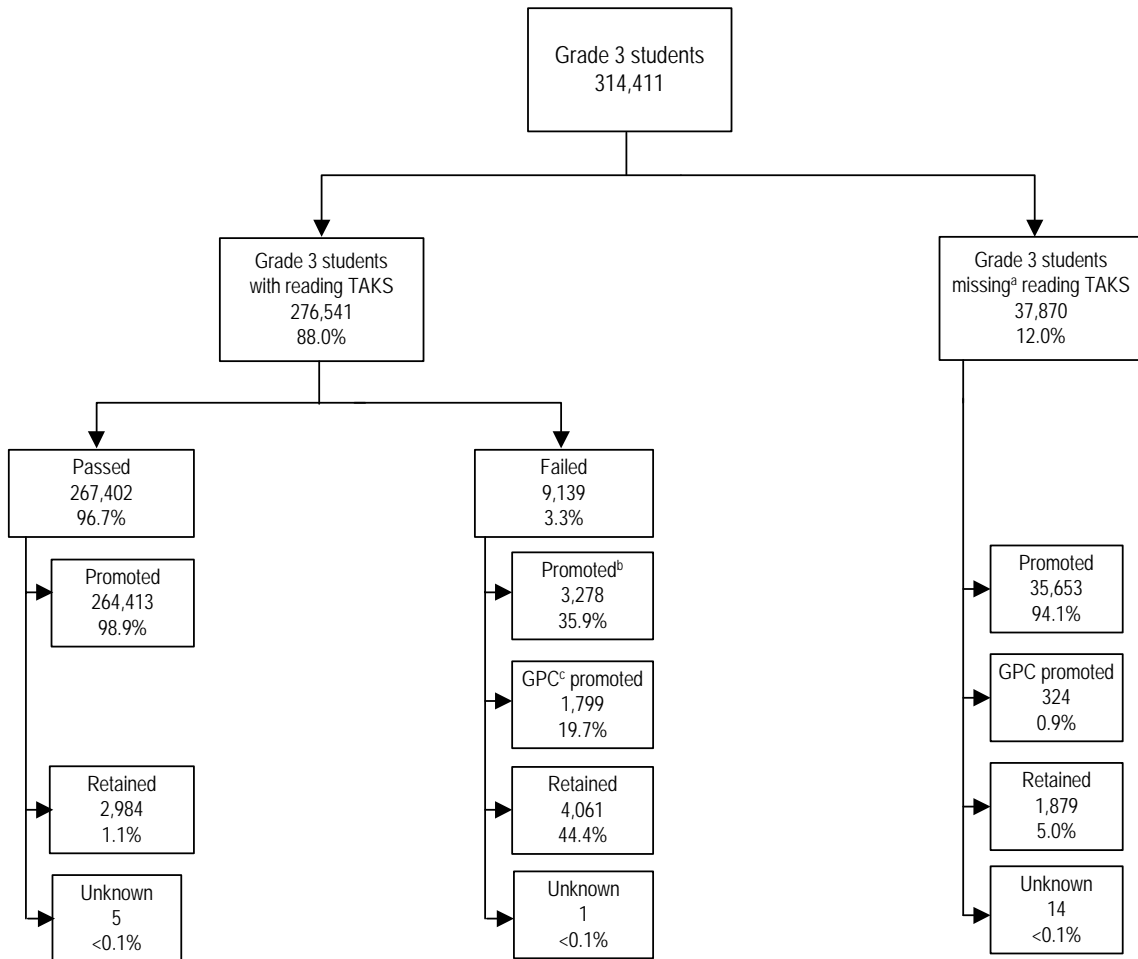 Grade 3 students
314,411
Grade 3 students
with reading TAKS
276,541
88.0%
Grade 3 students
missingᵃ reading TAKS
37,870
12.0%
Passed
267,402
96.7%
Promoted
264,413
98.9%
Retained
2,984
1.1%
Unknown
5
<0.1%
Failed
9,139
3.3%
Promotedᵇ
3,278
35.9%
GPCᶜ promoted
1,799
19.7%
Retained
4,061
44.4%
Unknown
1
<0.1%
Promoted
35,653
94.1%
GPC promoted
324
0.9%
Retained
1,879
5.0%
Unknown
14
<0.1%